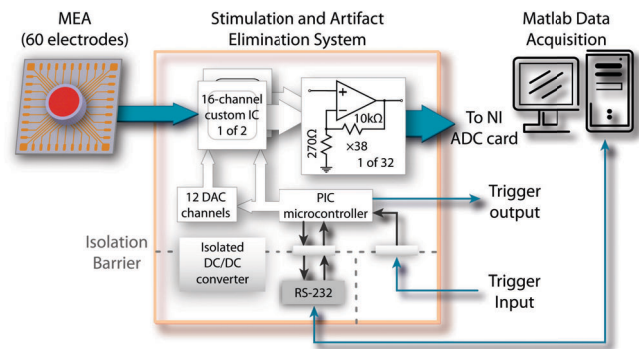 MEA
(60 electrodes)
Stimulation and Artifact
Elimination System
Matlab Data
Acquisition
16-channel
custom IC
1 of 2
270Ω
10kΩ
×38
1 of 32
To NI
ADC card
12 DAC
channels
PIC
microcontroller
Trigger
output
Isolation
Barrier
Isolated
DC/DC
converter
RS-232
Trigger
Input